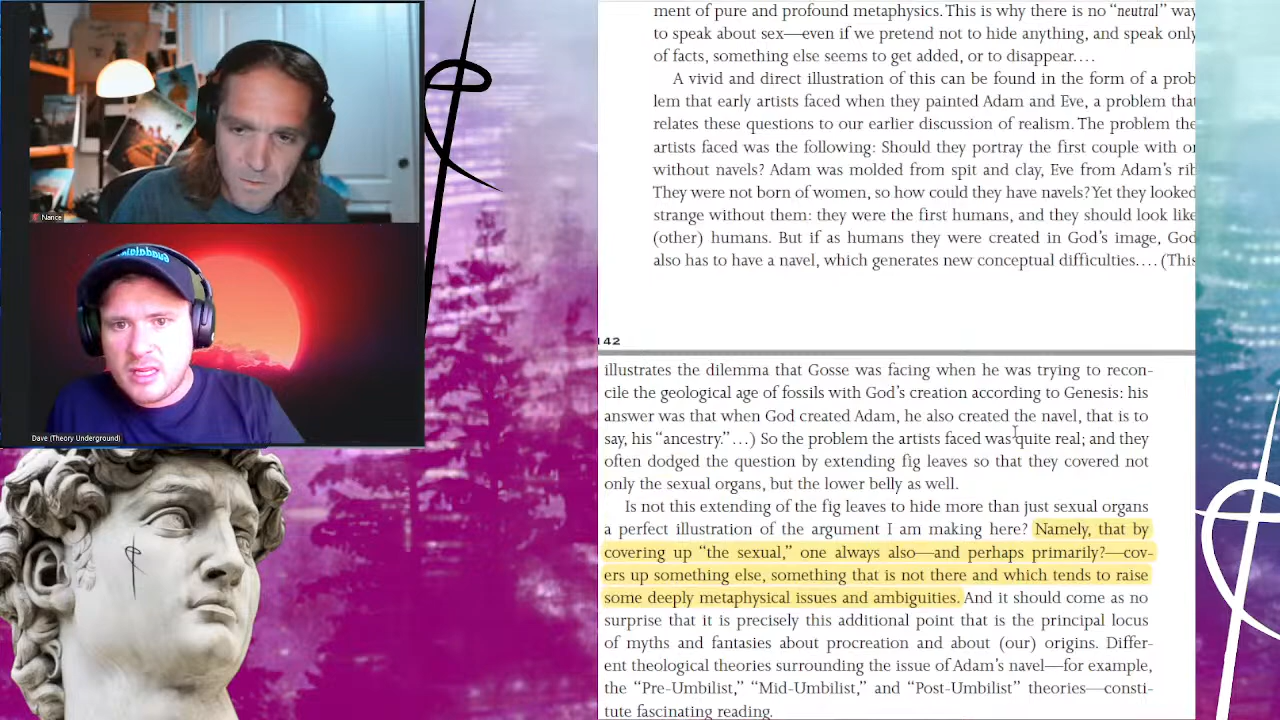 Nance
Guadalajara
Dave (Theory Underground)
ment of pure and profound metaphysics. This is why there is no “neutral” way
to speak about sex—even if we pretend not to hide anything, and speak only
of facts, something else seems to get added, or to disappear. . . .
A vivid and direct illustration of this can be found in the form of a prob
lem that early artists faced when they painted Adam and Eve, a problem that
relates these questions to our earlier discussion of realism. The problem the
artists faced was the following: Should they portray the first couple with or
without navels? Adam was molded from spit and clay, Eve from Adam’s rib
They were not born of women, so how could they have navels? Yet they looked
strange without them: they were the first humans, and they should look like
(other) humans. But if as humans they were created in God’s image, God
also has to have a navel, which generates new conceptual difficulties. . . . (This
142
illustrates the dilemma that Gosse was facing when he was trying to recon-
cile the geological age of fossils with God’s creation according to Genesis: his
answer was that when God created Adam, he also created the navel, that is to
say, his “ancestry.” . . .) So the problem the artists faced was quite real; and they
often dodged the question by extending fig leaves so that they covered not
only the sexual organs, but the lower belly as well.
Is not this extending of the fig leaves to hide more than just sexual organs
a perfect illustration of the argument I am making here? Namely, that by
covering up “the sexual,” one always also—and perhaps primarily?—cov-
ers up something else, something that is not there and which tends to raise
some deeply metaphysical issues and ambiguities. And it should come as no
surprise that it is precisely this additional point that is the principal locus
of myths and fantasies about procreation and about (our) origins. Differ-
ent theological theories surrounding the issue of Adam’s navel—for example,
the “Pre-Umbilist,” “Mid-Umbilist,” and “Post-Umbilist” theories—consti-
tute fascinating reading.